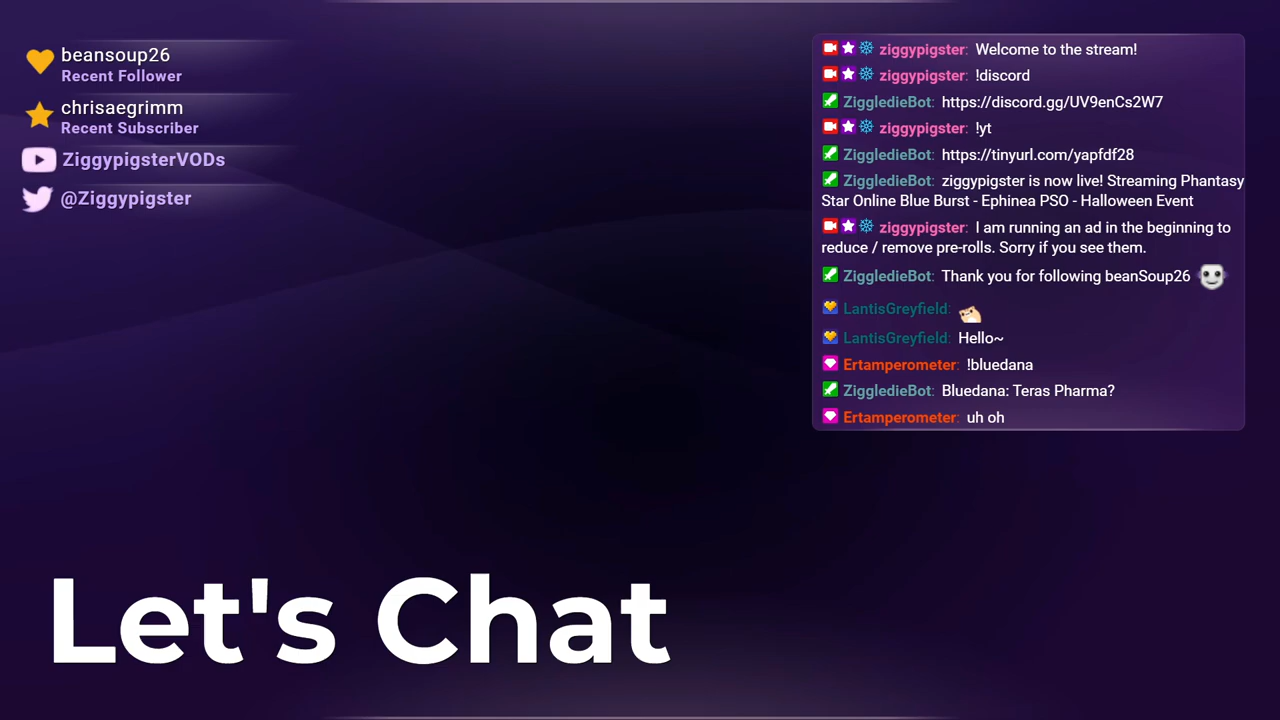 beansoup26
Recent Follower
chrisaegrimm
Recent Subscriber
ZiggypigsterVODs
@Ziggypigster
ziggypigster: Welcome to the stream!
ziggypigster: !discord
ZiggledieBot: https://discord.gg/UV9enCs2W7
ziggypigster: !yt
ZiggledieBot: https://tinyurl.com/yapfdf28
ZiggledieBot: ziggypigster is now live! Streaming Phantasy
Star Online Blue Burst - Ephinea PSO - Halloween Event
ziggypigster: I am running an ad in the beginning to
reduce / remove pre-rolls. Sorry if you see them.
ZiggledieBot: Thank you for following beanSoup26
LantisGreyfield:
LantisGreyfield: Hello~
Ertamperometer: !bluedana
ZiggledieBot: Bluedana: Teras Pharma?
Ertamperometer: uh oh
Let's Chat